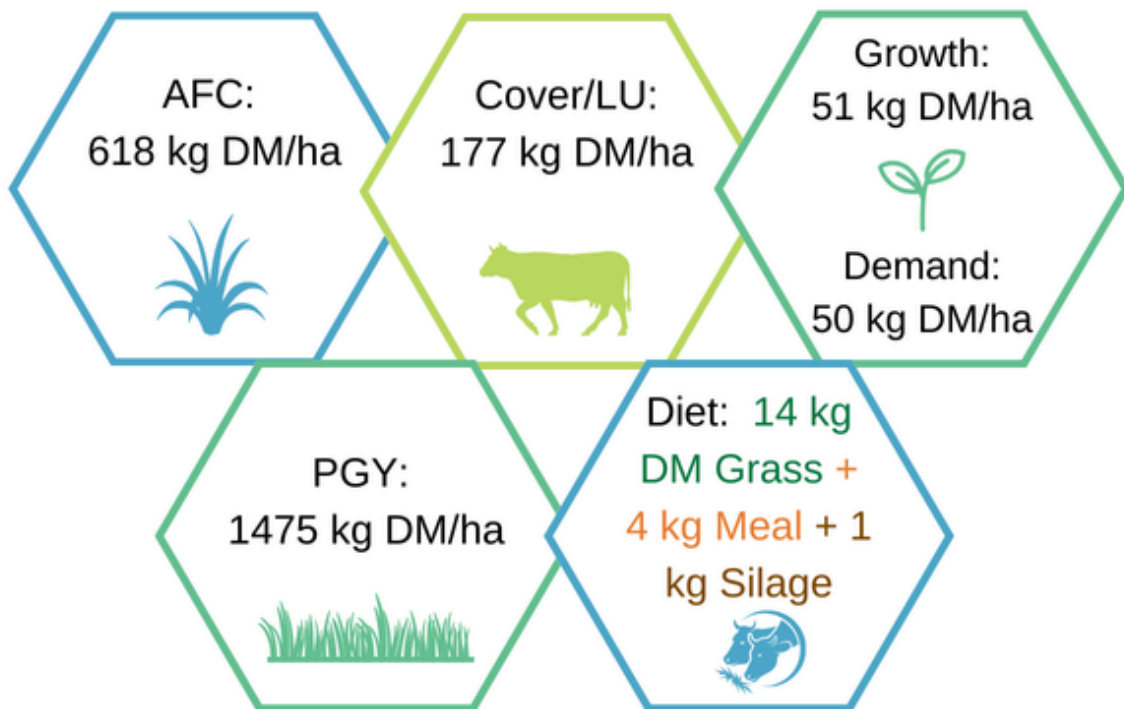 AFC:
618 kg DM/ha
Cover/LU:
177 kg DM/ha
Growth:
51 kg DM/ha
Demand:
50 kg DM/ha
PGY:
1475 kg DM/ha
Diet: 14 kg
DM Grass +
4 kg Meal + 1
kg Silage